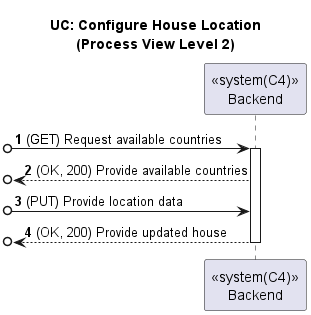 UC: Configure House Location
(Process View Level 2)
«system(C4)»
Backend
1 (GET) Request available countries
2 (OK, 200) Provide available countries
3 (PUT) Provide location data
4 (OK, 200) Provide updated house
«system(C4)»
Backend